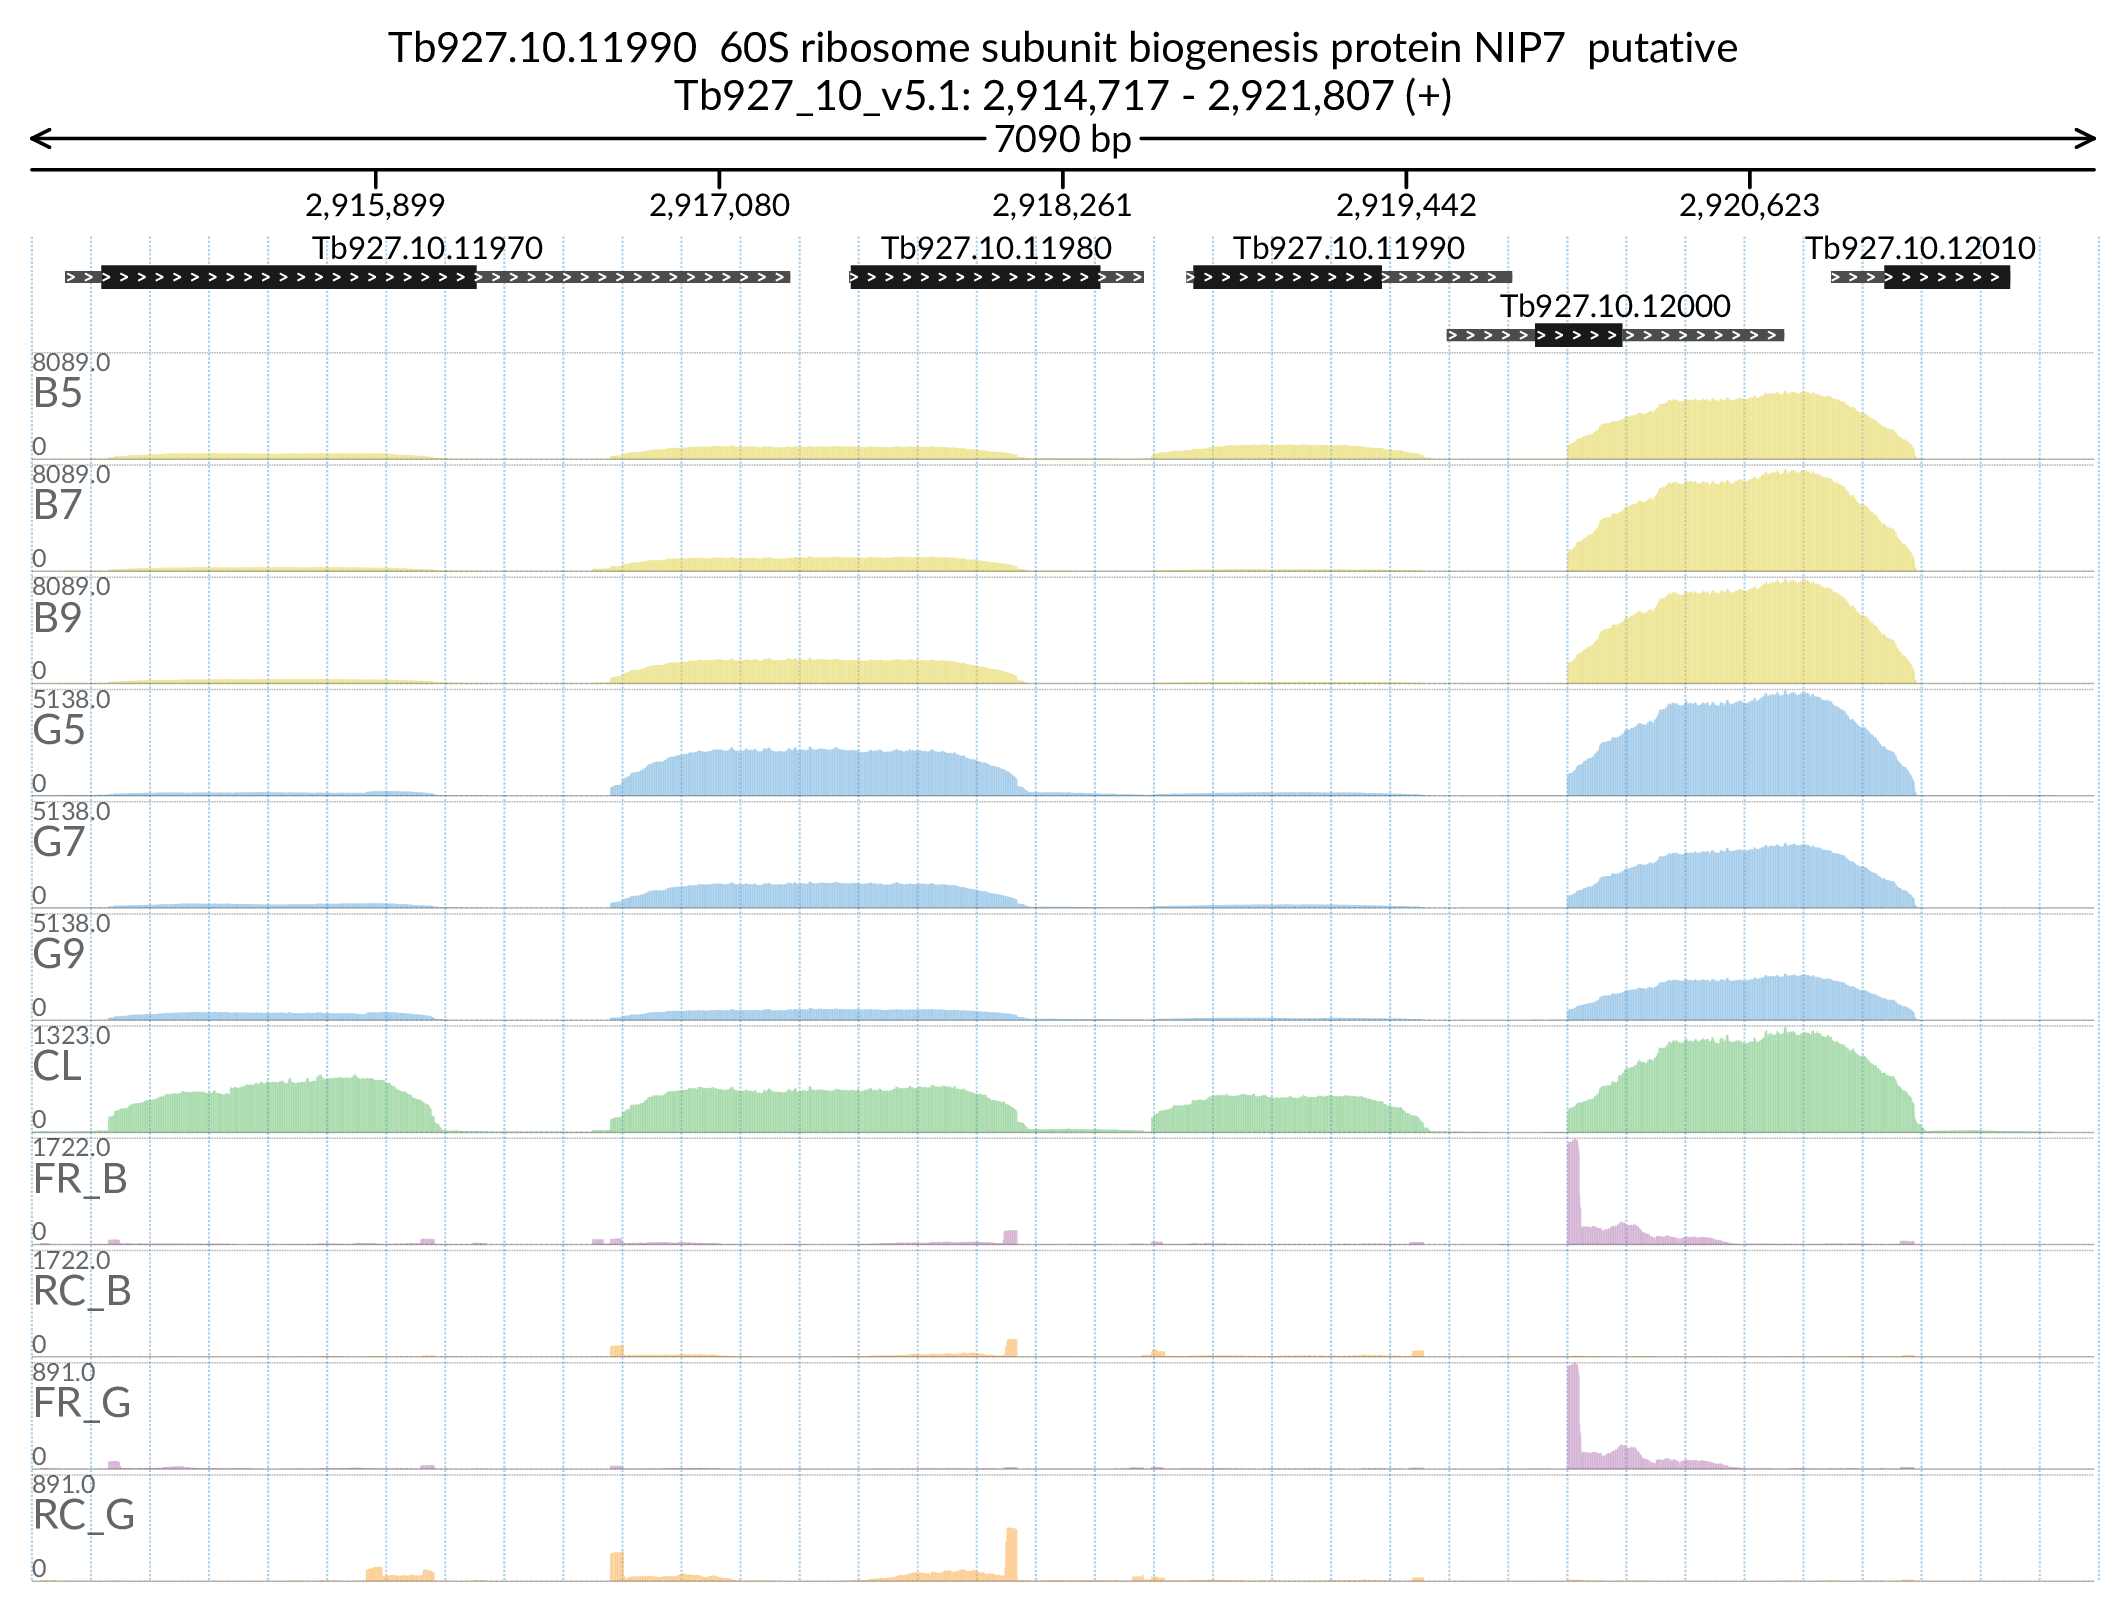 Tb927.10.11990  60S ribosome subunit biogenesis protein NIP7  putative
Tb927_10_v5.1: 2,914,717 - 2,921,807 (+)
7090 bp
2,915,899 2,917,080 2,918,261 2,919,442 2,920,623
Tb927.10.11970 Tb927.10.11980 Tb927.10.11990 Tb927.10.12010
Tb927.10.12000
8089.0
B5
0
8089.0
B7
0
8089.0
B9
0
5138.0
G5
0
5138.0
G7
0
5138.0
G9
0
1323.0
CL
0
1722.0
FR_B
0
1722.0
RC_B
0
891.0
FR_G
0
891.0
RC_G
0